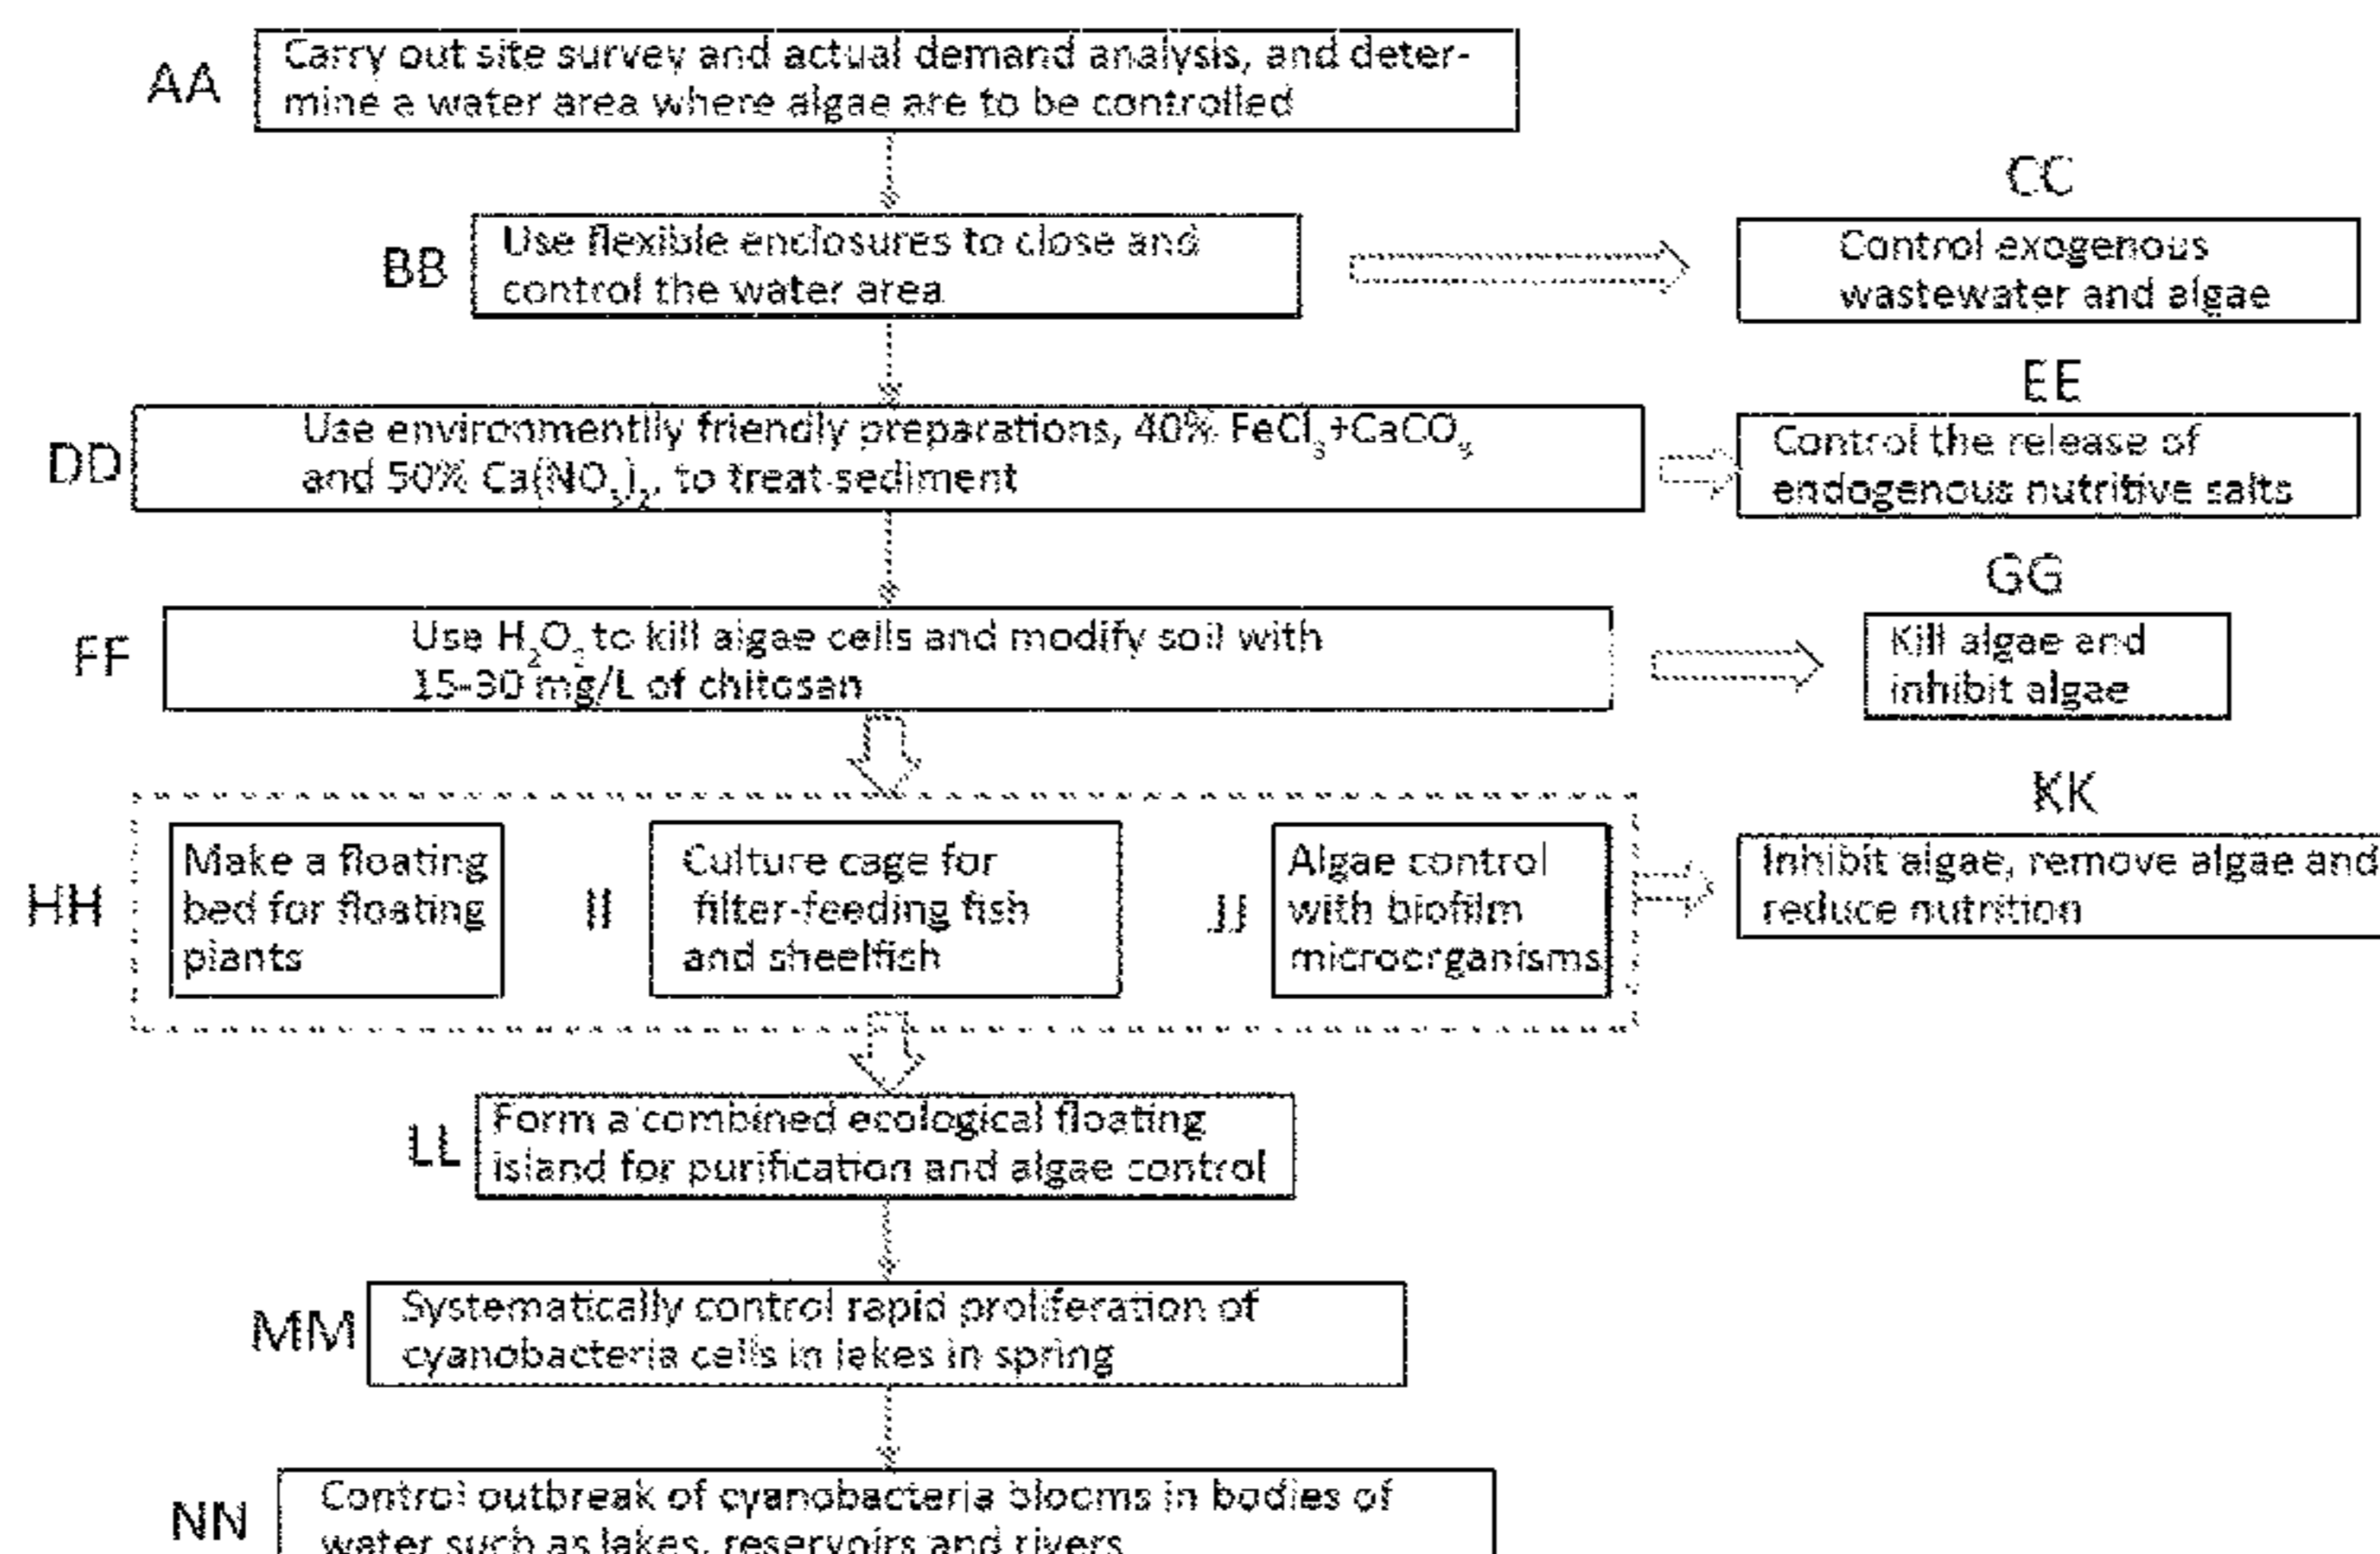 AA
Carry out site survey and actual demand analysis, and deter-
mine a water area where algae are to be controlled
BB
Use flexible enclosures to close and
control the water area
CC
Control exogenous
wastewater and algae
DD
Use environmentlly friendly preparations, 40% FeCl₃+CaCO₃
and 50% Ca(NO₃)₂, to treat sediment
EE
Control the release of
endogenous nutritive salts
FF
Use H₂O₂ to kill algae cells and modify soil with
15-30 mg/L of chitosan
GG
Kill algae and
inhibit algae
HH
Make a floating
bed for floating
plants
II
Culture cage for
filter-feeding fish
and sheelfish
JJ
Algae control
with biofilm
microorganisms
KK
Inhibit algae, remove algae and
reduce nutrition
LL
Form a combined ecological floating
island for purification and algae control
MM
Systematically control rapid proliferation of
cyanobacteria cells in lakes in spring
NN
Control outbreak of cyanobacteria blooms in bodies of
water such as lakes, reservoirs and rivers